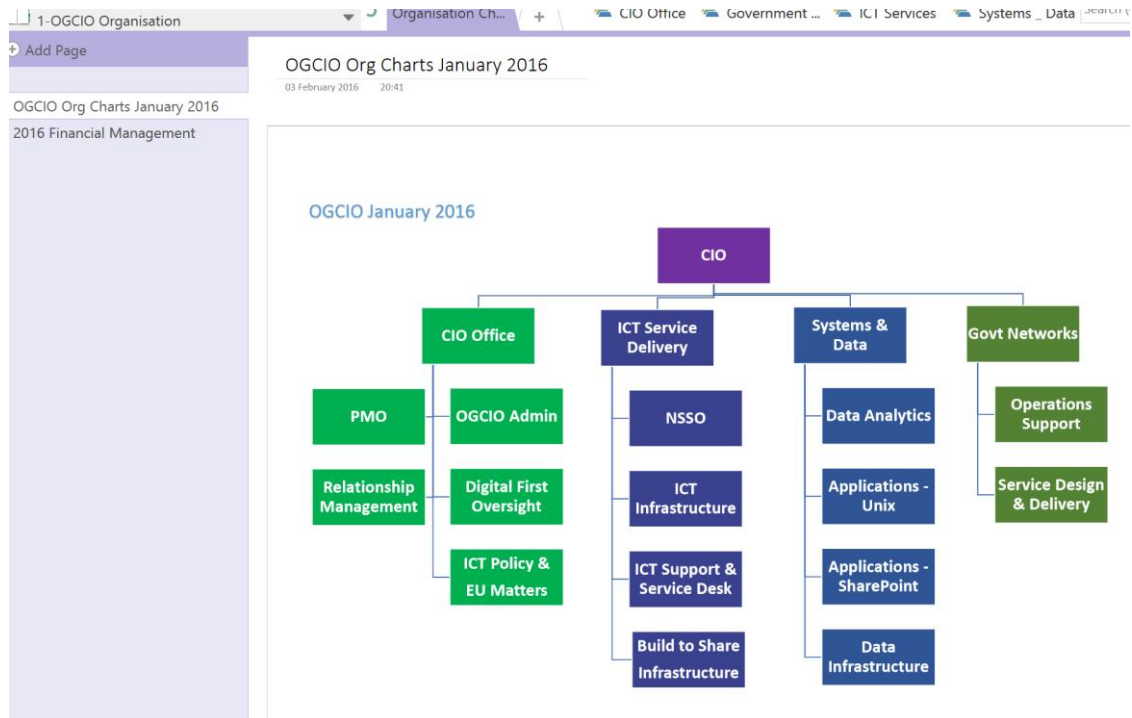 1-OGCIO Organisation
Organisation Ch...
+
CIO Office
Government ...
ICT Services
Systems _ Data
Search
+ Add Page
OGCIO Org Charts January 2016
2016 Financial Management
OGCIO Org Charts January 2016
03 February 2016 20:41
OGCIO January 2016
CIO
CIO Office
ICT Service
Delivery
Systems &
Data
Govt Networks
PMO
OGCIO Admin
NSSO
Data Analytics
Operations
Support
Relationship
Management
Digital First
Oversight
ICT
Infrastructure
Applications -
Unix
Service Design
& Delivery
ICT Policy &
EU Matters
ICT Support &
Service Desk
Applications -
SharePoint
Build to Share
Infrastructure
Data
Infrastructure